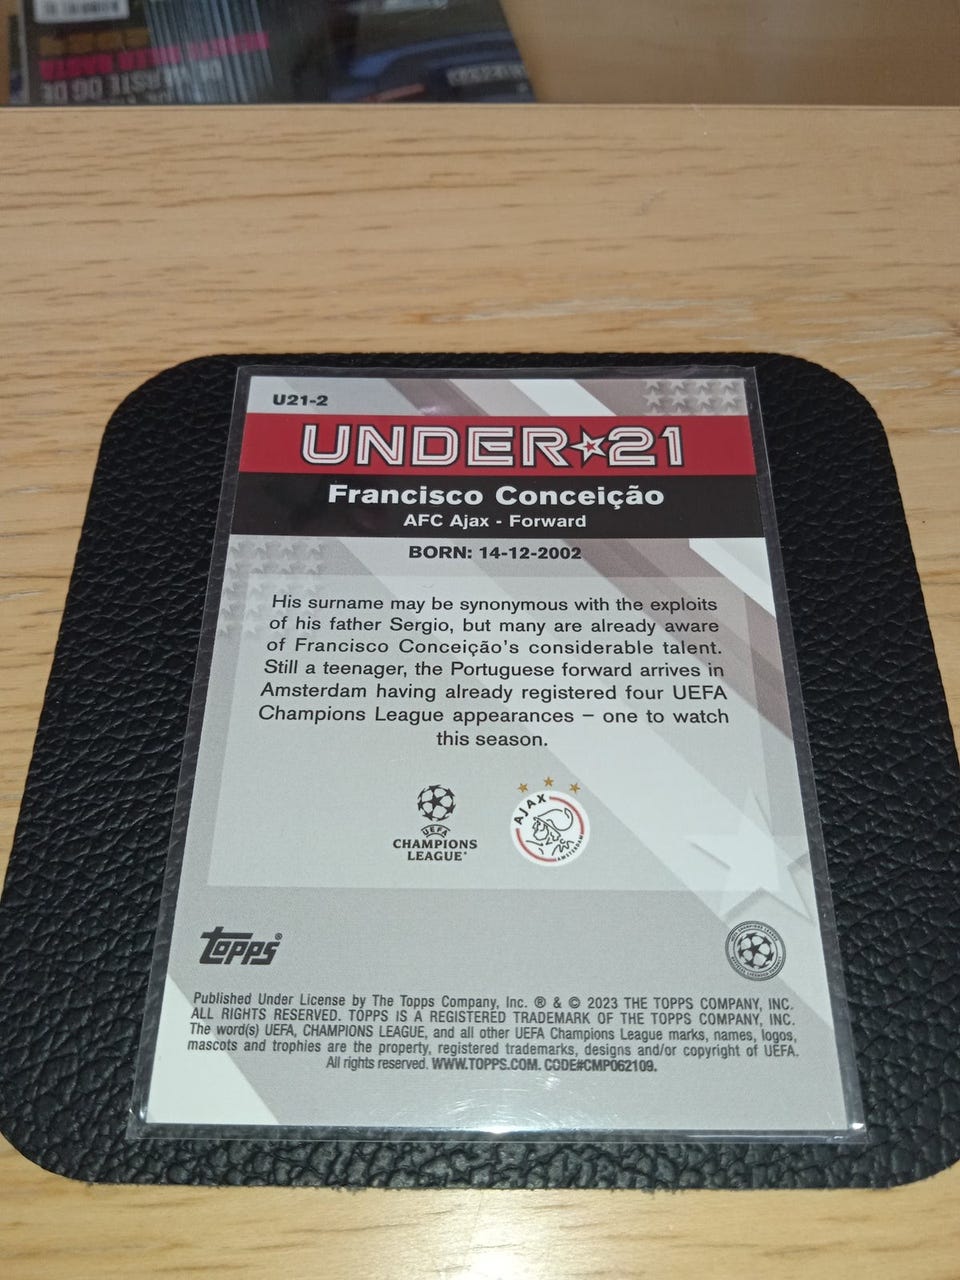 U21-2
UNDER★21
Francisco Conceição
AFC Ajax - Forward
BORN: 14-12-2002
His surname may be synonymous with the exploits
of his father Sergio, but many are already aware
of Francisco Conceição's considerable talent.
Still a teenager, the Portuguese forward arrives in
Amsterdam having already registered four UEFA
Champions League appearances – one to watch
this season.
UEFA
CHAMPIONS
LEAGUE®
AJAX
AMSTERDAM
Topps®
Published Under License by The Topps Company, Inc. ® & © 2023 THE TOPPS COMPANY, INC.
ALL RIGHTS RESERVED. TOPPS IS A REGISTERED TRADEMARK OF THE TOPPS COMPANY, INC.
The word(s) UEFA, CHAMPIONS LEAGUE, and all other UEFA Champions League marks, names, logos,
mascots and trophies are the property, registered trademarks, designs and/or copyright of UEFA.
All rights reserved. WWW.TOPPS.COM. CODE#CMP062109.